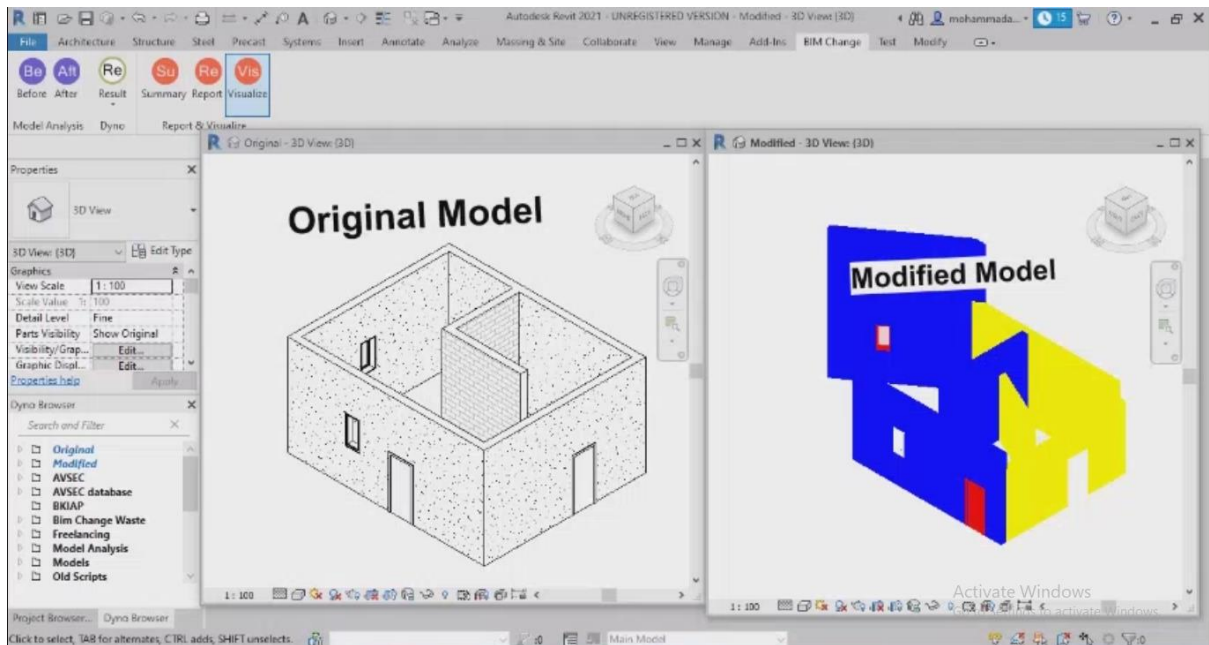 Autodesk Revit 2021 - UNREGISTERED VERSION - Modified - 3D View: {3D}
mohammada...
15
File Architecture Structure Steel Precast Systems Insert Annotate Analyze Massing & Site Collaborate View Manage Add-Ins BIM Change Test Modify
Be Aft Re Su Re Vis
Before After Result Summary Report Visualize
Model Analysis Dyno Report & Visualize
Original - 3D View: {3D}
Modified - 3D View: {3D}
Properties
3D View
3D View: {3D} Edit Type
Graphics
View Scale 1 : 100
Scale Value 1: 100
Detail Level Fine
Parts Visibility Show Original
Visibility/Grap... Edit...
Graphic Displ... Edit...
Properties help Apply
Original Model
Modified Model
Dyno Browser
Search and Filter
Original
Modified
AVSEC
AVSEC database
BKIAP
Bim Change Waste
Freelancing
Model Analysis
Models
Old Scripts
1 : 100
1 : 100
Activate Windows
Project Browser... Dyno Browser
Click to select, TAB for alternates, CTRL adds, SHIFT unselects.
:0
Main Model
:0